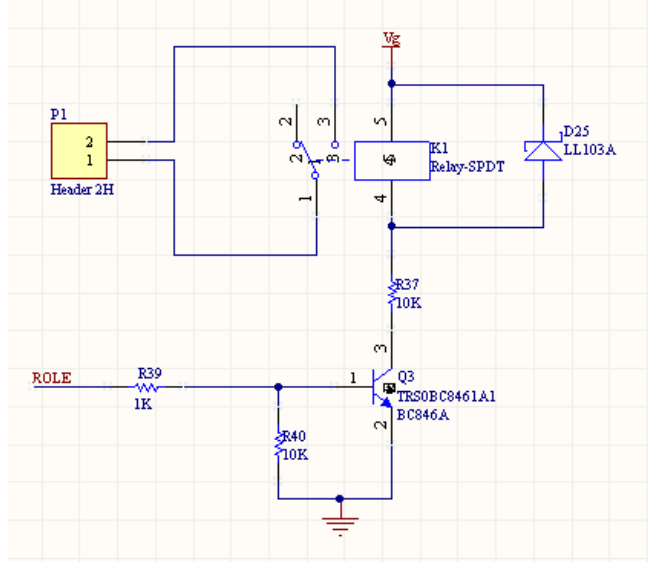 Vg
P1
2
1
Header 2H
2
3
2
1
3
1
5
4
K1
Relay-SPDT
D25
LL103A
R37
10K
ROLE
R39
1K
1
3
2
Q3
TRS0BC8461A1
BC846A
R40
10K